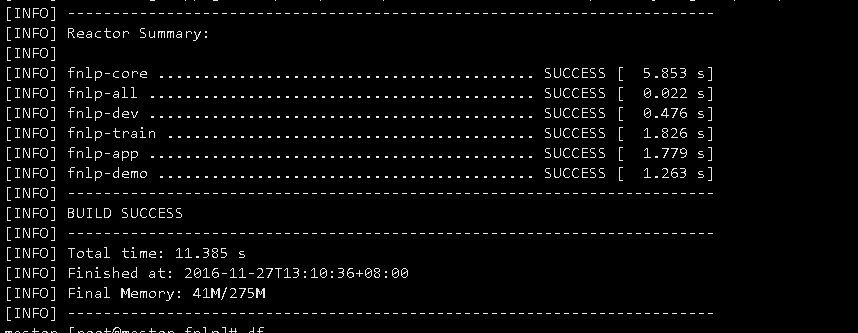 [INFO] ------------------------------------------------------------------------
[INFO] Reactor Summary:
[INFO]
[INFO] fnlp-core .......................................... SUCCESS [  5.853 s]
[INFO] fnlp-all ........................................... SUCCESS [  0.022 s]
[INFO] fnlp-dev ........................................... SUCCESS [  0.476 s]
[INFO] fnlp-train ......................................... SUCCESS [  1.826 s]
[INFO] fnlp-app ........................................... SUCCESS [  1.779 s]
[INFO] fnlp-demo .......................................... SUCCESS [  1.263 s]
[INFO] ------------------------------------------------------------------------
[INFO] BUILD SUCCESS
[INFO] ------------------------------------------------------------------------
[INFO] Total time: 11.385 s
[INFO] Finished at: 2016-11-27T13:10:36+08:00
[INFO] Final Memory: 41M/275M
[INFO] ------------------------------------------------------------------------